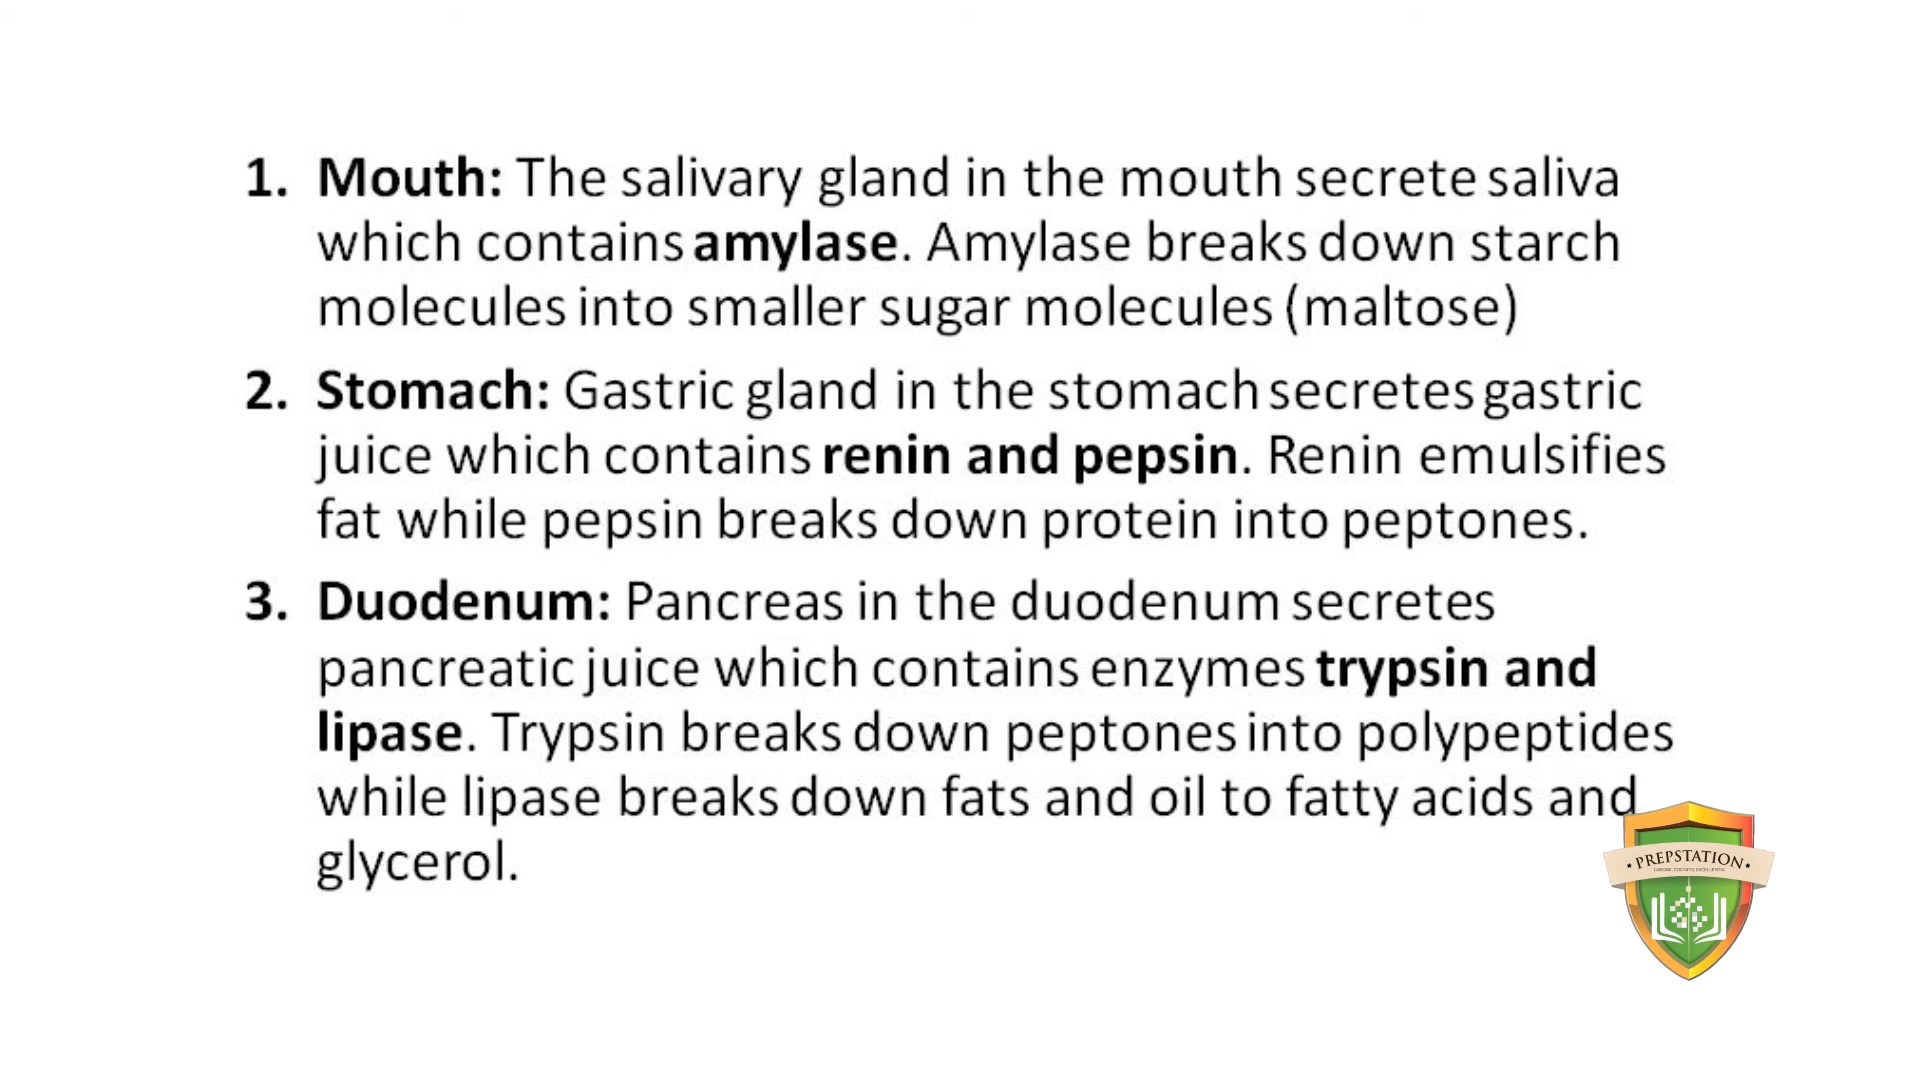 1. Mouth: The salivary gland in the mouth secrete saliva
which contains amylase. Amylase breaks down starch
molecules into smaller sugar molecules (maltose)
2. Stomach: Gastric gland in the stomach secretes gastric
juice which contains renin and pepsin. Renin emulsifies
fat while pepsin breaks down protein into peptones.
3. Duodenum: Pancreas in the duodenum secretes
pancreatic juice which contains enzymes trypsin and
lipase. Trypsin breaks down peptones into polypeptides
while lipase breaks down fats and oil to fatty acids and
glycerol.
PREPSTATION